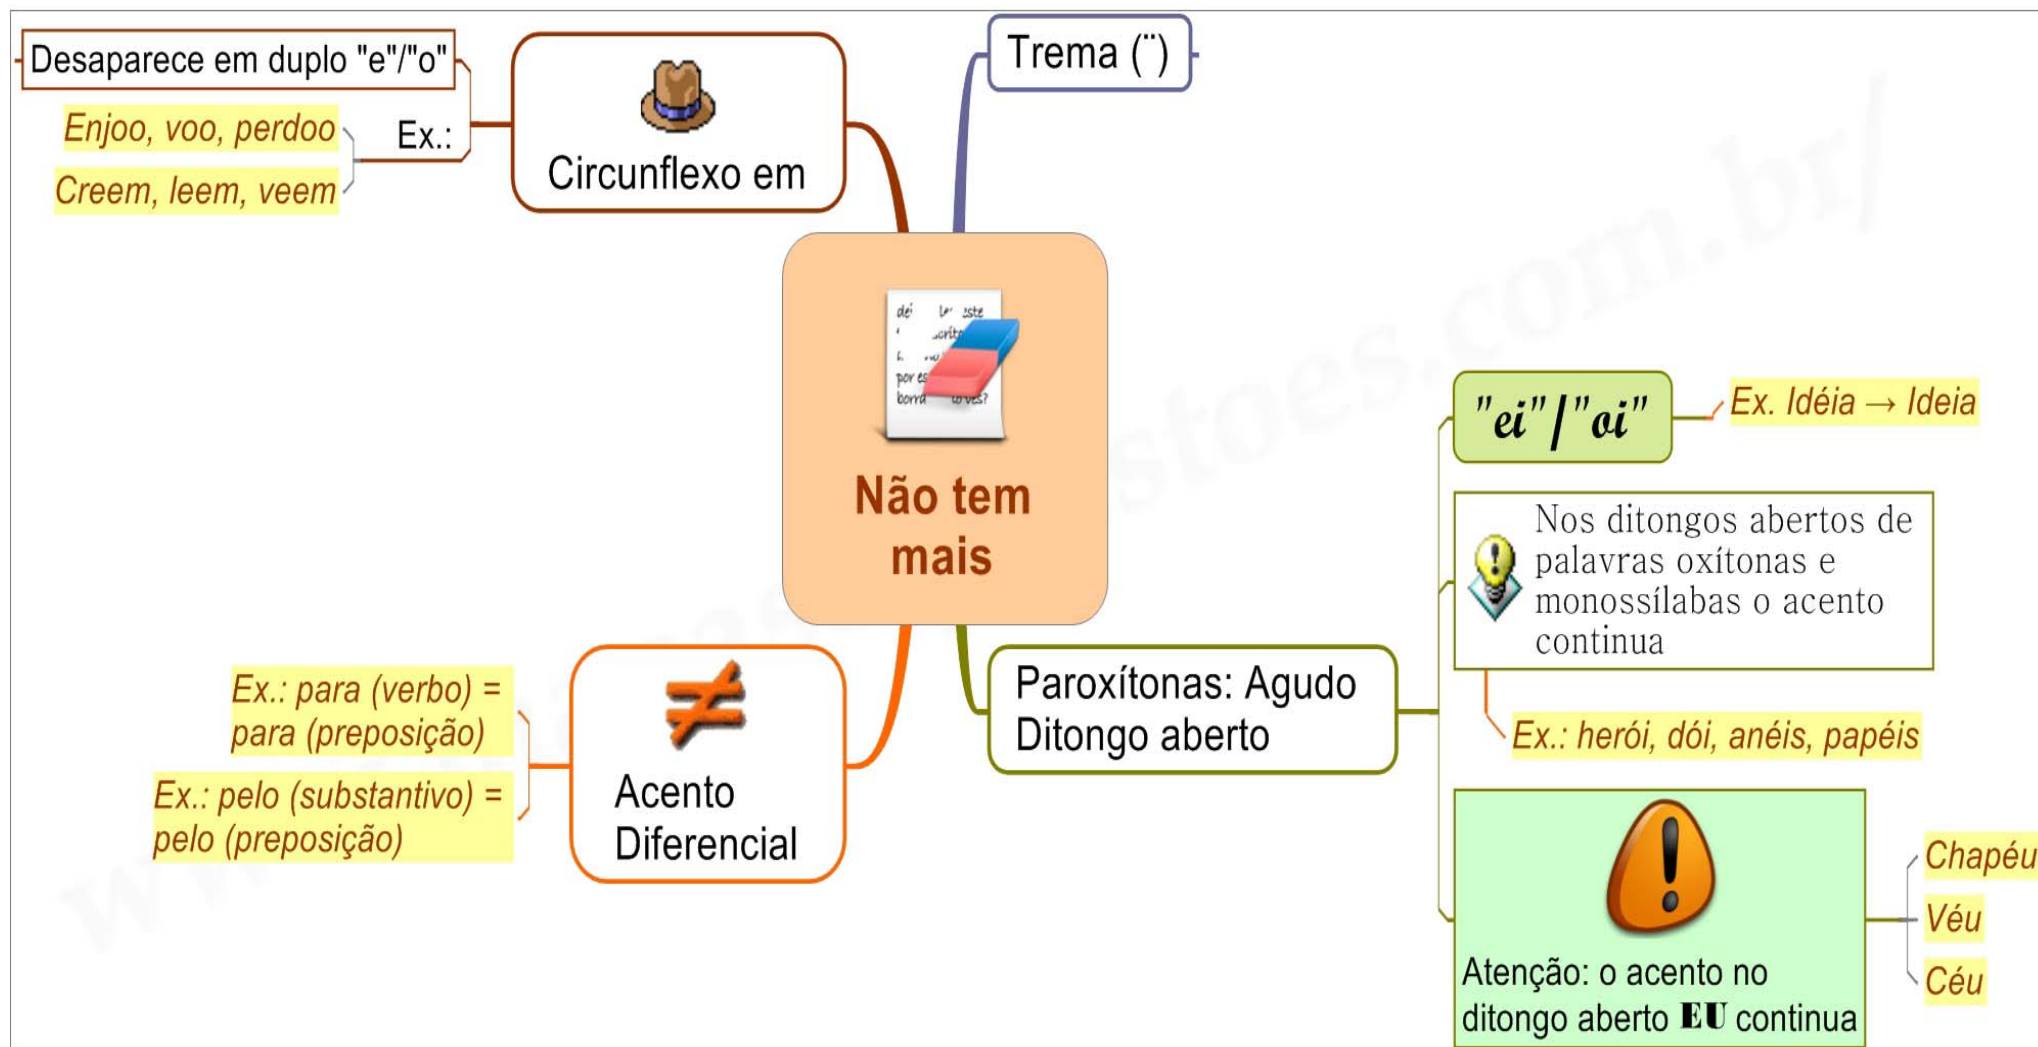 Desaparece em duplo "e"/"o"
Enjoo, voo, perdoo
Creem, leem, veem
Ex.:
Circunflexo em
Trema (¨)
Não tem
mais
"ei"/"oi"
Ex. Idéia → Ideia
Nos ditongos abertos de
palavras oxítonas e
monossílabas o acento
continua
Ex.: herói, dói, anéis, papéis
Paroxítonas: Agudo
Ditongo aberto
Atenção: o acento no
ditongo aberto EU continua
Chapéu
Véu
Céu
Acento
Diferencial
Ex.: para (verbo) =
para (preposição)
Ex.: pelo (substantivo) =
pelo (preposição)